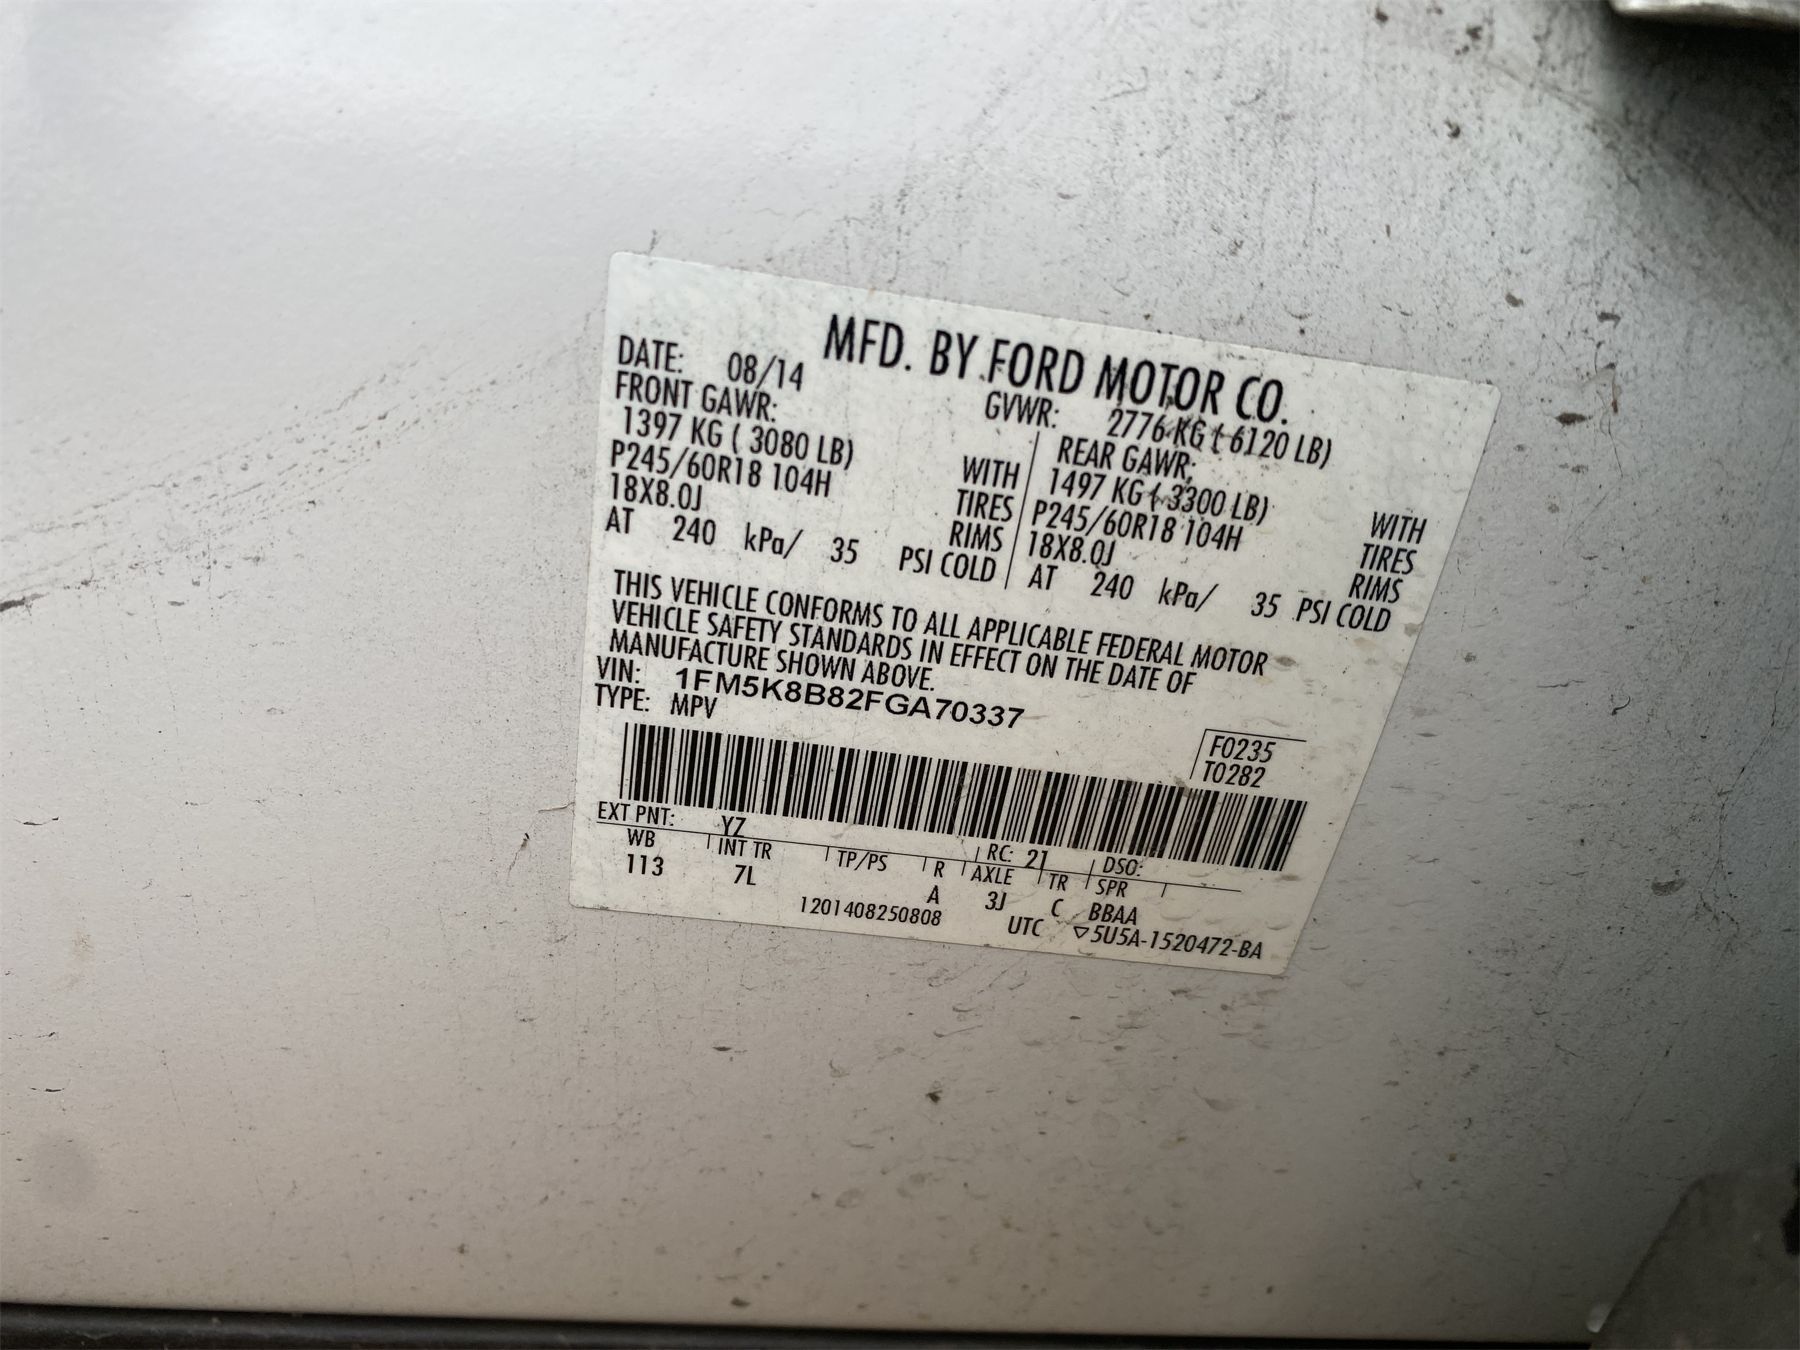 MFD. BY FORD MOTOR CO.
DATE: 08/14 GVWR: 2776 KG ( 6120 LB)
FRONT GAWR: REAR GAWR:
1397 KG ( 3080 LB) WITH 1497 KG ( 3300 LB) WITH
P245/60R18 104H TIRES P245/60R18 104H TIRES
18X8.0J RIMS 18X8.0J RIMS
AT 240 kPa/ 35 PSI COLD AT 240 kPa/ 35 PSI COLD
THIS VEHICLE CONFORMS TO ALL APPLICABLE FEDERAL MOTOR
VEHICLE SAFETY STANDARDS IN EFFECT ON THE DATE OF
MANUFACTURE SHOWN ABOVE.
VIN: 1FM5K8B82FGA70337
TYPE: MPV
F0235
T0282
EXT PNT: YZ RC: 21 DSO:
WB INT TR TP/PS R AXLE TR SPR
113 7L A 3J C BBAA
1201408250808 UTC ▽5U5A-1520472-BA